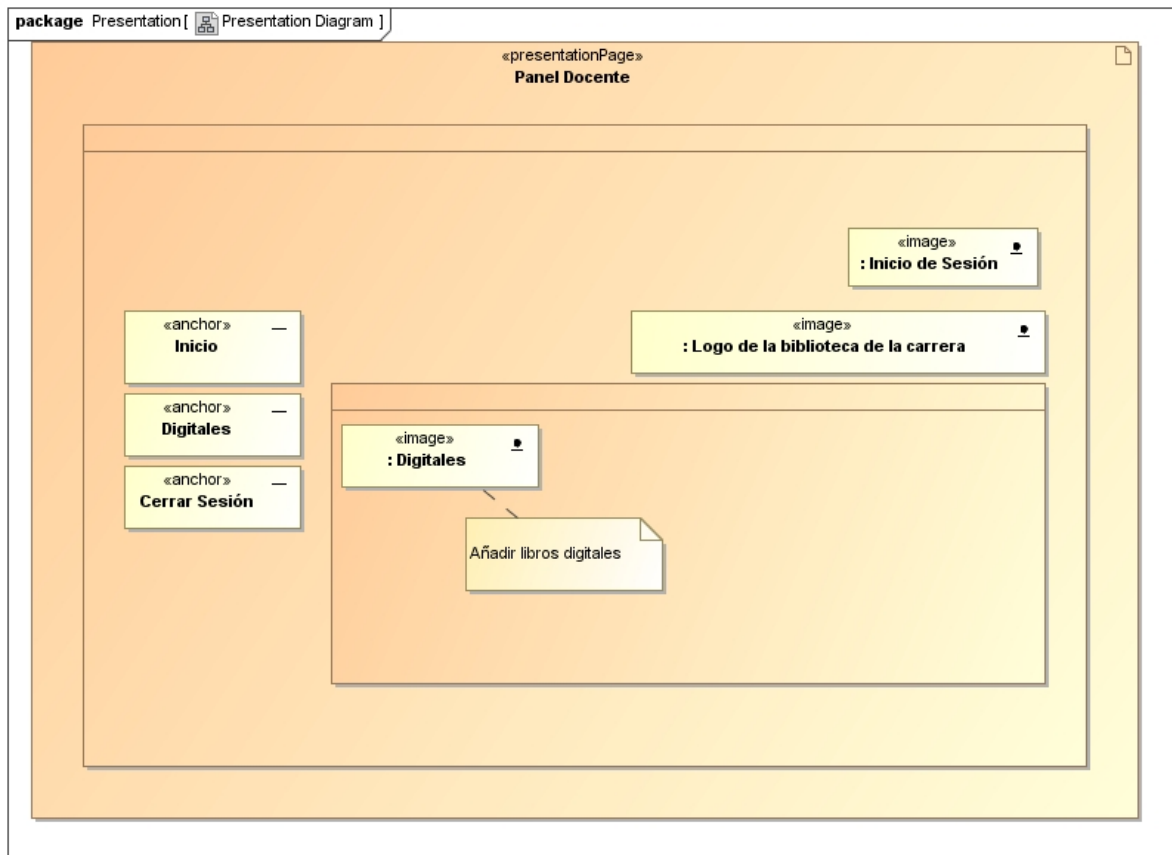 package Presentation [ Presentation Diagram ]
«presentationPage»
Panel Docente
«image»
: Inicio de Sesión
«anchor»
Inicio
«image»
: Logo de la biblioteca de la carrera
«anchor»
Digitales
«image»
: Digitales
«anchor»
Cerrar Sesión
Añadir libros digitales